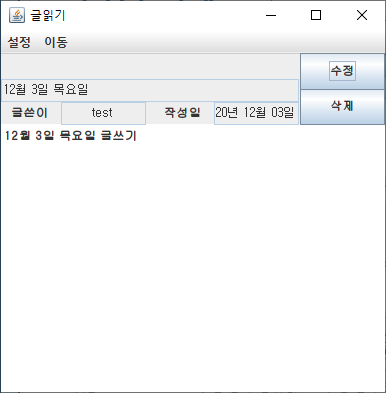 글읽기
설정 이동
수정
12월 3일 목요일
삭제
글쓴이 test 작성일 20년 12월 03일
12월 3일 목요일 글쓰기